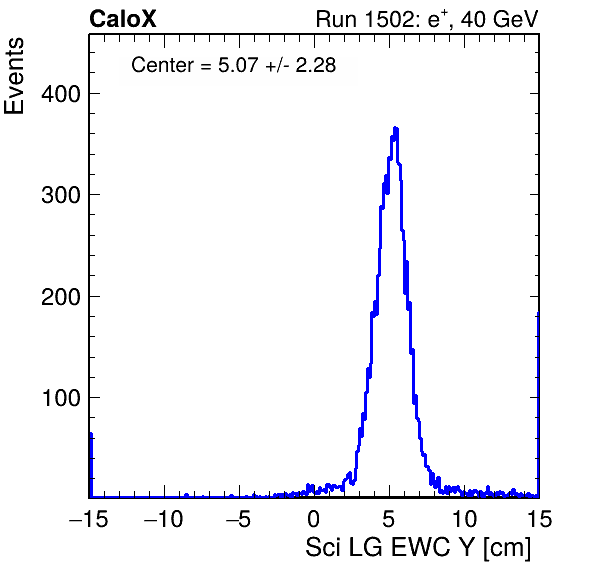 CaloX Run 1502: e⁺, 40 GeV
Center = 5.07 +/- 2.28
Events
400
300
200
100
−15 −10 −5 0 5 10 15
Sci LG EWC Y [cm]